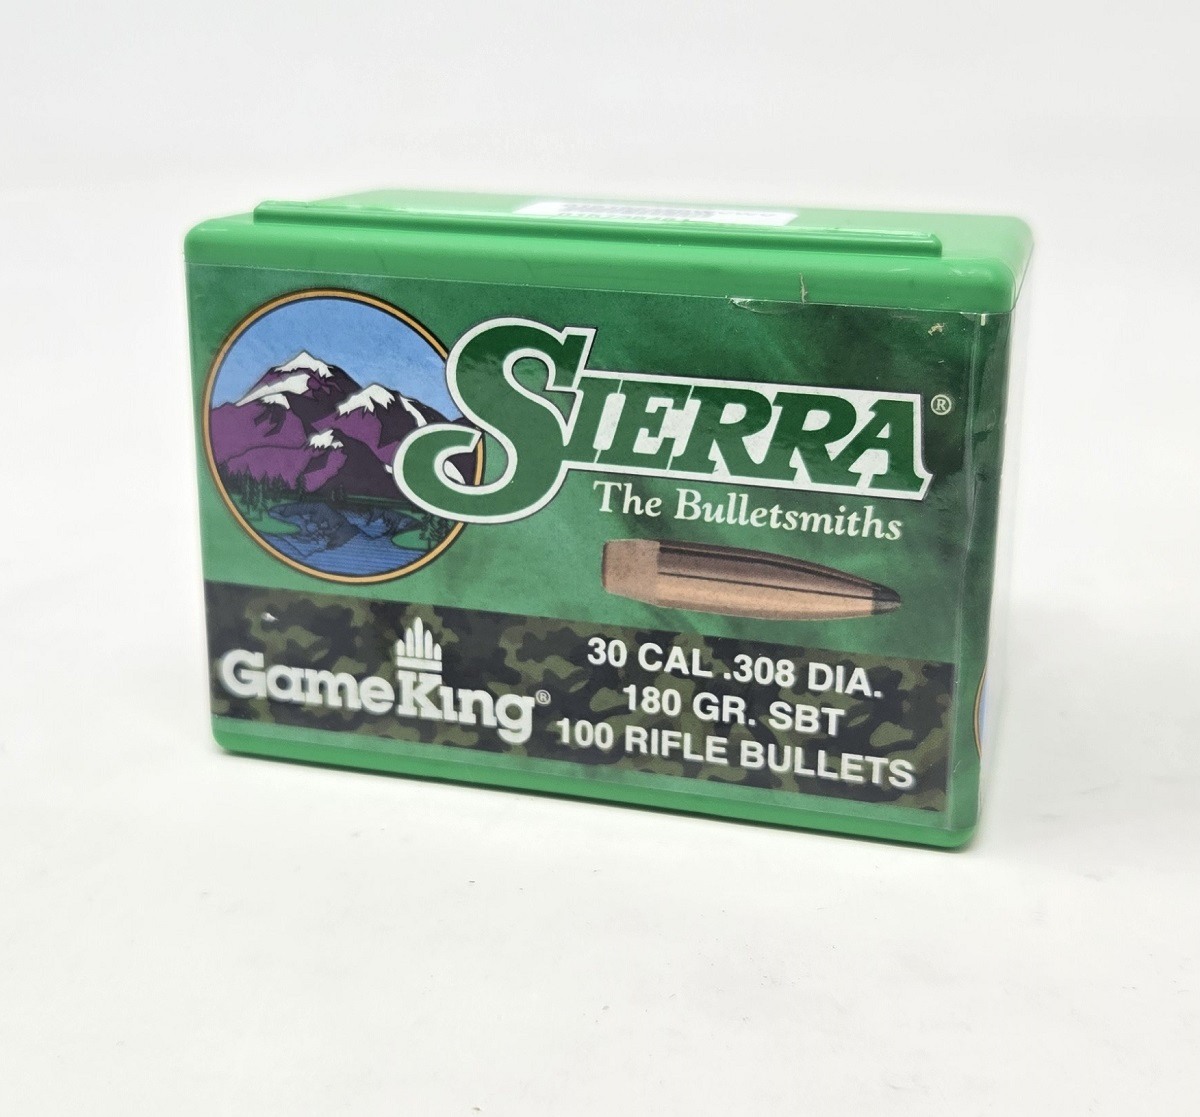 SIERRA®
The Bulletsmiths
GameKing®
30 CAL .308 DIA.
180 GR. SBT
100 RIFLE BULLETS